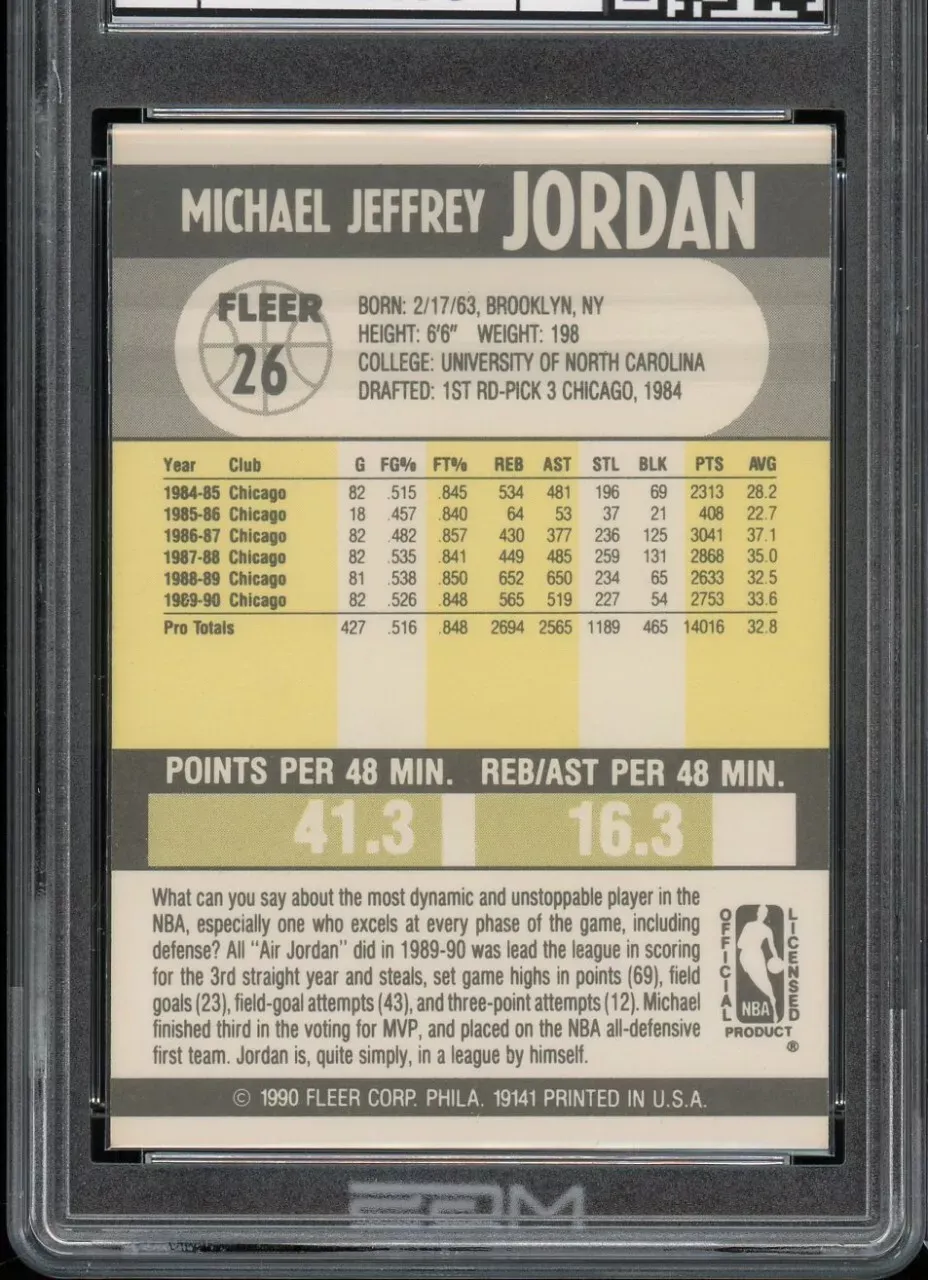 MICHAEL JEFFREY JORDAN
FLEER
26
BORN: 2/17/63, BROOKLYN, NY
HEIGHT: 6'6" WEIGHT: 198
COLLEGE: UNIVERSITY OF NORTH CAROLINA
DRAFTED: 1ST RD-PICK 3 CHICAGO, 1984
Year Club G FG% FT% REB AST STL BLK PTS AVG
1984-85 Chicago 82 .515 .845 534 481 196 69 2313 28.2
1985-86 Chicago 18 .457 .840 64 53 37 21 408 22.7
1986-87 Chicago 82 .482 .857 430 377 236 125 3041 37.1
1987-88 Chicago 82 .535 .841 449 485 259 131 2868 35.0
1988-89 Chicago 81 .538 .850 652 650 234 65 2633 32.5
1989-90 Chicago 82 .526 .848 565 519 227 54 2753 33.6
Pro Totals 427 .516 .848 2694 2565 1189 465 14016 32.8
POINTS PER 48 MIN. REB/AST PER 48 MIN.
41.3 16.3
What can you say about the most dynamic and unstoppable player in the
NBA, especially one who excels at every phase of the game, including
defense? All "Air Jordan" did in 1989-90 was lead the league in scoring
for the 3rd straight year and steals, set game highs in points (69), field
goals (23), field-goal attempts (43), and three-point attempts (12). Michael
finished third in the voting for MVP, and placed on the NBA all-defensive
first team. Jordan is, quite simply, in a league by himself.
OFFICIAL
LICENSED
NBA
PRODUCT
®
© 1990 FLEER CORP. PHILA. 19141 PRINTED IN U.S.A.